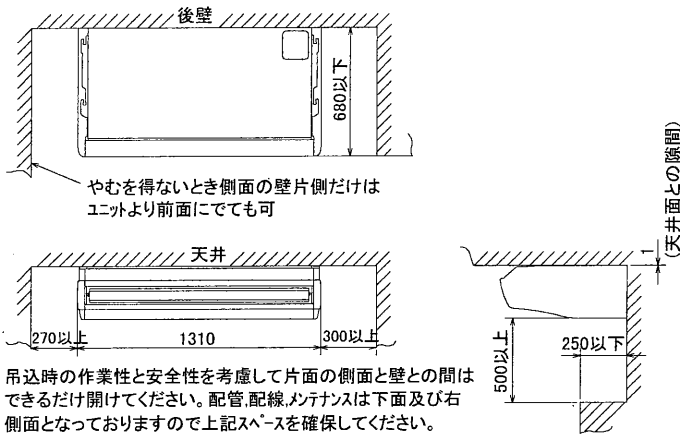 後壁
680以下
やむを得ないとき側面の壁片側だけは
ユニットより前面にでても可
天井
1
(天井面との隙間)
270以上
1310
300以上
500以上
250以下
吊込時の作業性と安全性を考慮して片面の側面と壁との間は
できるだけ開けてください。配管,配線,メンテナンスは下面及び右
側面となっておりますので上記スペースを確保してください。